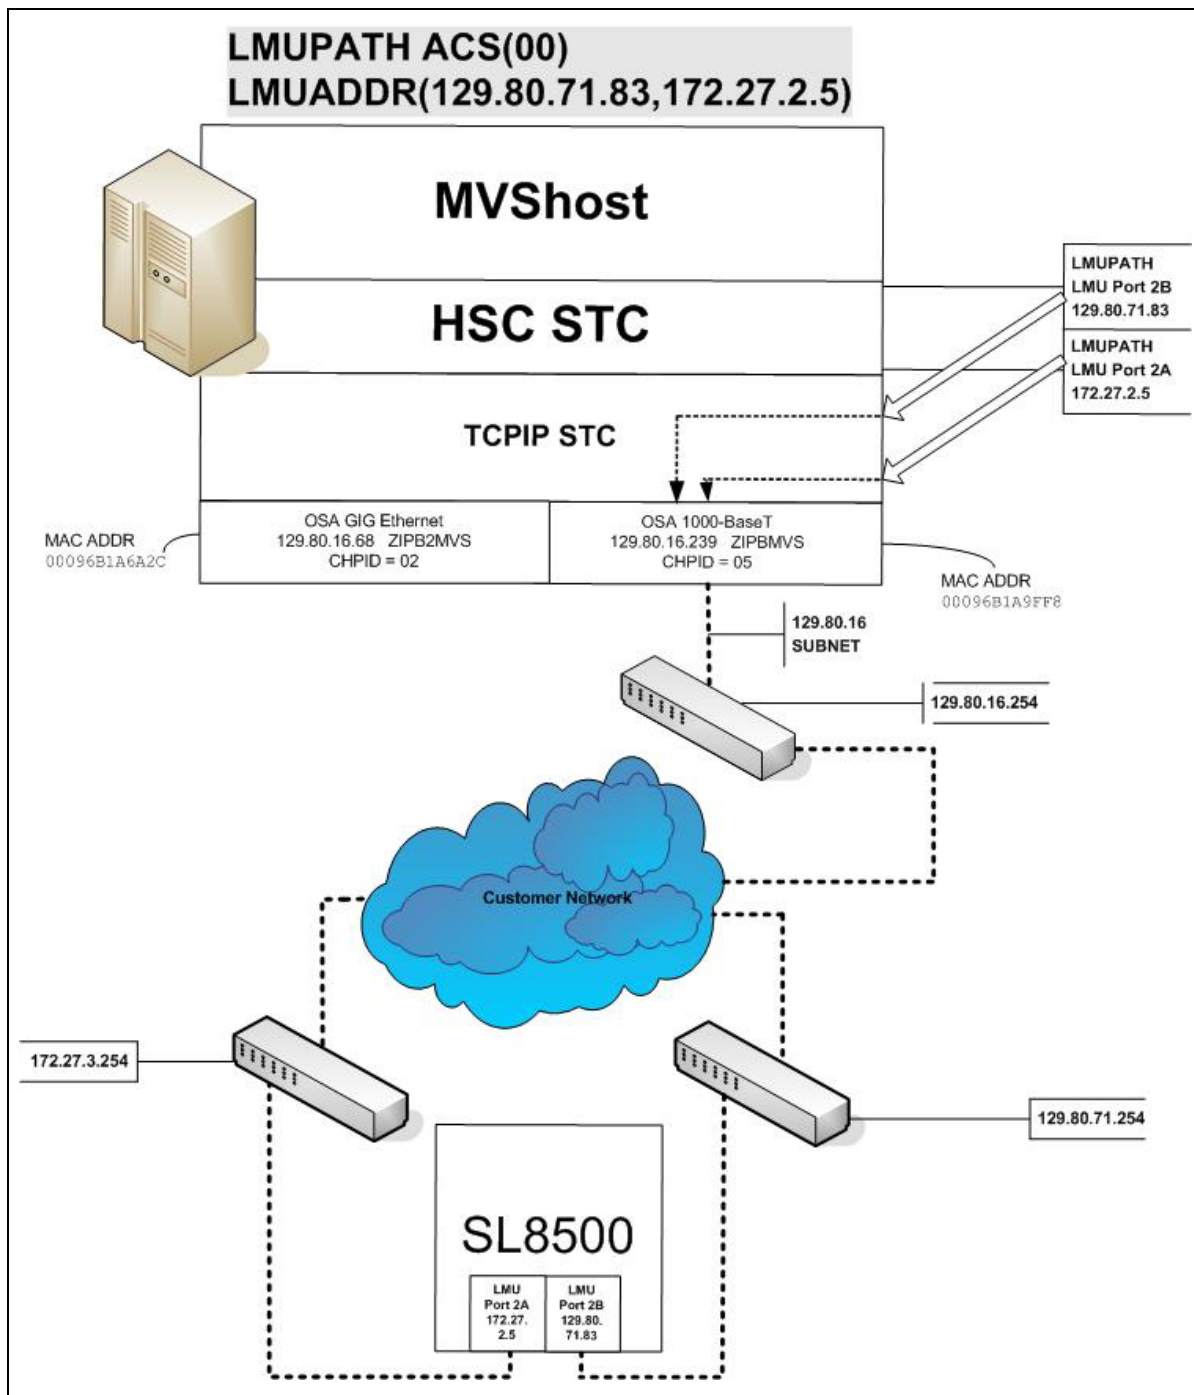 LMUPATH ACS(00)
LMUADDR(129.80.71.83,172.27.2.5)
MVShost
HSC STC
TCPIP STC
LMUPATH
LMU Port 2B
129.80.71.83
LMUPATH
LMU Port 2A
172.27.2.5
OSA GIG Ethernet
129.80.16.68 ZIPB2MVS
CHPID = 02
OSA 1000-BaseT
129.80.16.239 ZIPBMVS
CHPID = 05
MAC ADDR
00096B1A6A2C
MAC ADDR
00096B1A9FF8
129.80.16
SUBNET
129.80.16.254
Customer Network
172.27.3.254
129.80.71.254
SL8500
LMU
Port 2A
172.27.
2.5
LMU
Port 2B
129.80.
71.83